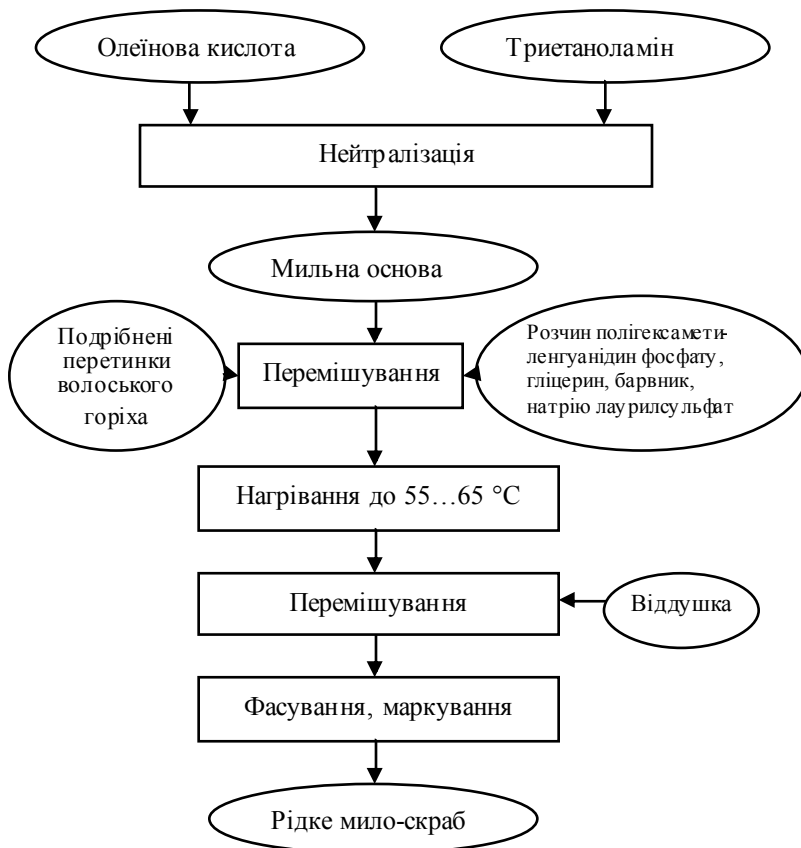 Олеїнова кислота
Триетаноламін
Нейтралізація
Мильна основа
Подрібнені
перетинки
волоського
горіха
Перемішування
Розчин полігексамети-
ленгуанідин фосфату,
гліцерин, барвник,
натрію лаурилсульфат
Нагрівання до 55…65 °С
Перемішування
Віддушка
Фасування, маркування
Рідке мило-скраб